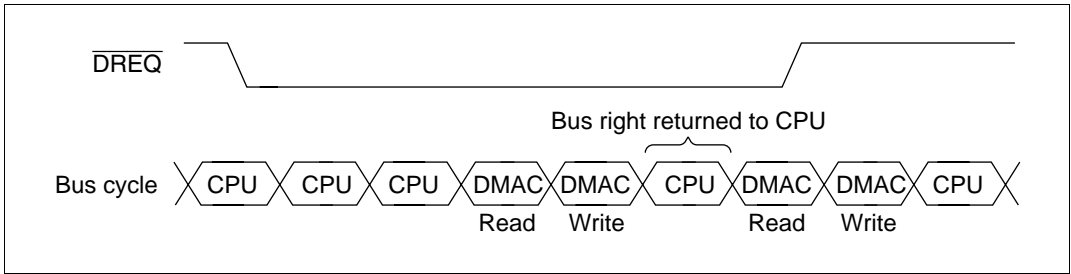 DREQ
Bus right returned to CPU
Bus cycle CPU CPU CPU DMAC DMAC CPU DMAC DMAC CPU
Read Write Read Write